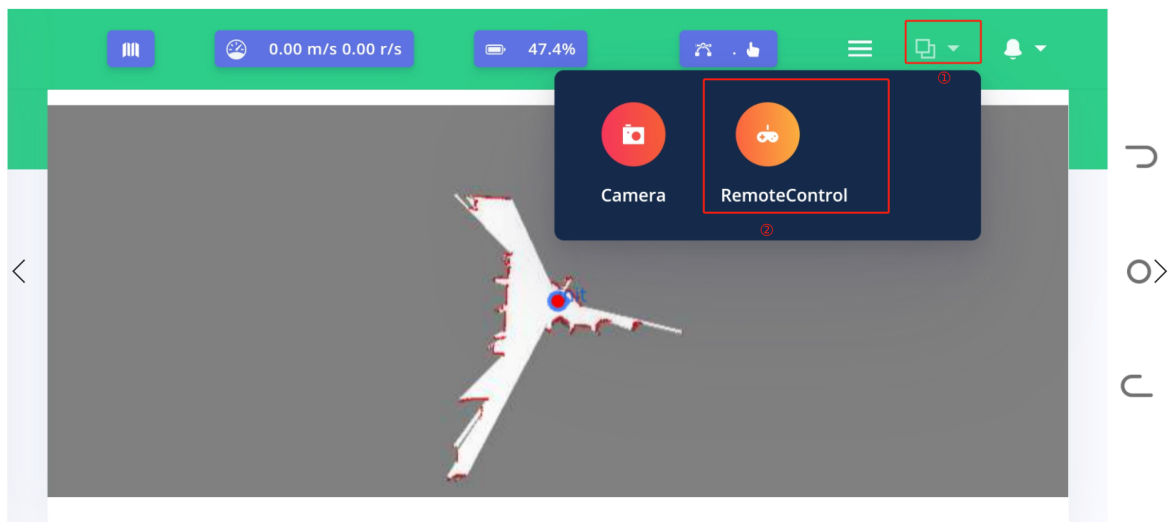 0.00 m/s 0.00 r/s
47.4%
.
①
Camera
RemoteControl
②